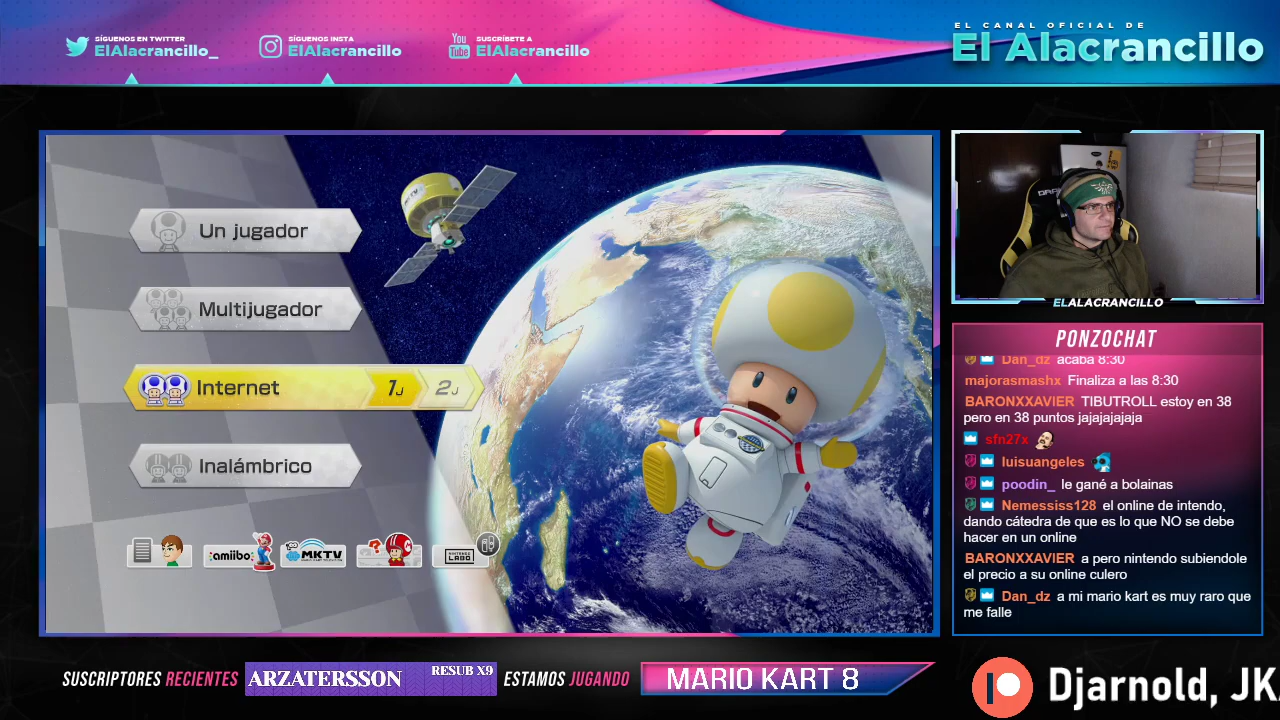 SÍGUENOS EN TWITTER
ElAlacrancillo_
SÍGUENOS INSTA
ElAlacrancillo
You
Tube
SUSCRÍBETE A
ElAlacrancillo
EL CANAL OFICIAL DE
El Alacrancillo
Un jugador
Multijugador
Internet
1J
2J
Inalámbrico
amiibo
MKTV
NINTENDO
LABO
ELALACRANCILLO
PONZOCHAT
Dan_dz acaba 8:30
majorasmashx Finaliza a las 8:30
BARONXXAVIER TIBUTROLL estoy en 38
pero en 38 puntos jajajajajaja
sfn27x
luisuangeles
poodin_ le gané a bolainas
Nemessiss128 el online de intendo,
dando cátedra de que es lo que NO se debe
hacer en un online
BARONXXAVIER a pero nintendo subiendole
el precio a su online culero
Dan_dz a mi mario kart es muy raro que
me falle
SUSCRIPTORES RECIENTES
ARZATERSSON
RESUB X9
ESTAMOS JUGANDO
MARIO KART 8
Djarnold, JK